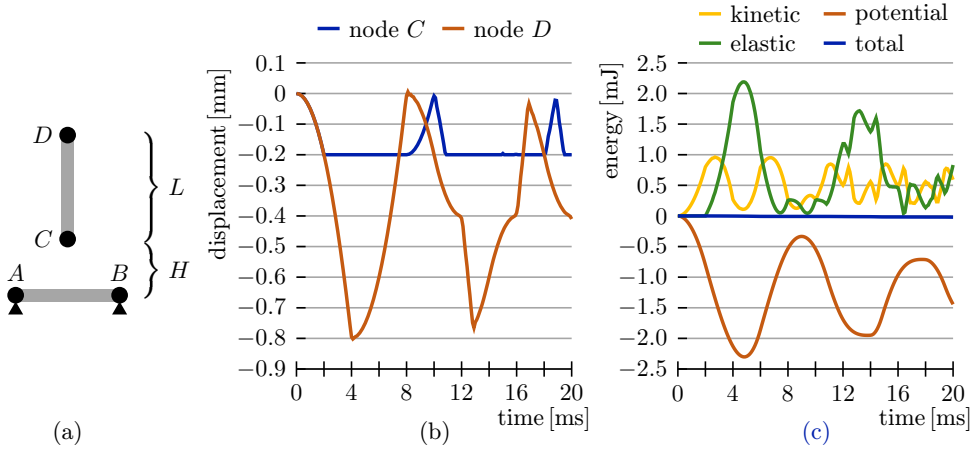 D
C
A
B
L
H
(a)
node C
node D
displacement [mm]
0.1
0
−0.1
−0.2
−0.3
−0.4
−0.5
−0.6
−0.7
−0.8
−0.9
0 4 8 12 16 20
time [ms]
(b)
kinetic
potential
elastic
total
energy [mJ]
2.5
2.0
1.5
1.0
0.5
0
−0.5
−1.0
−1.5
−2.0
−2.5
0 4 8 12 16 20
time [ms]
(c)